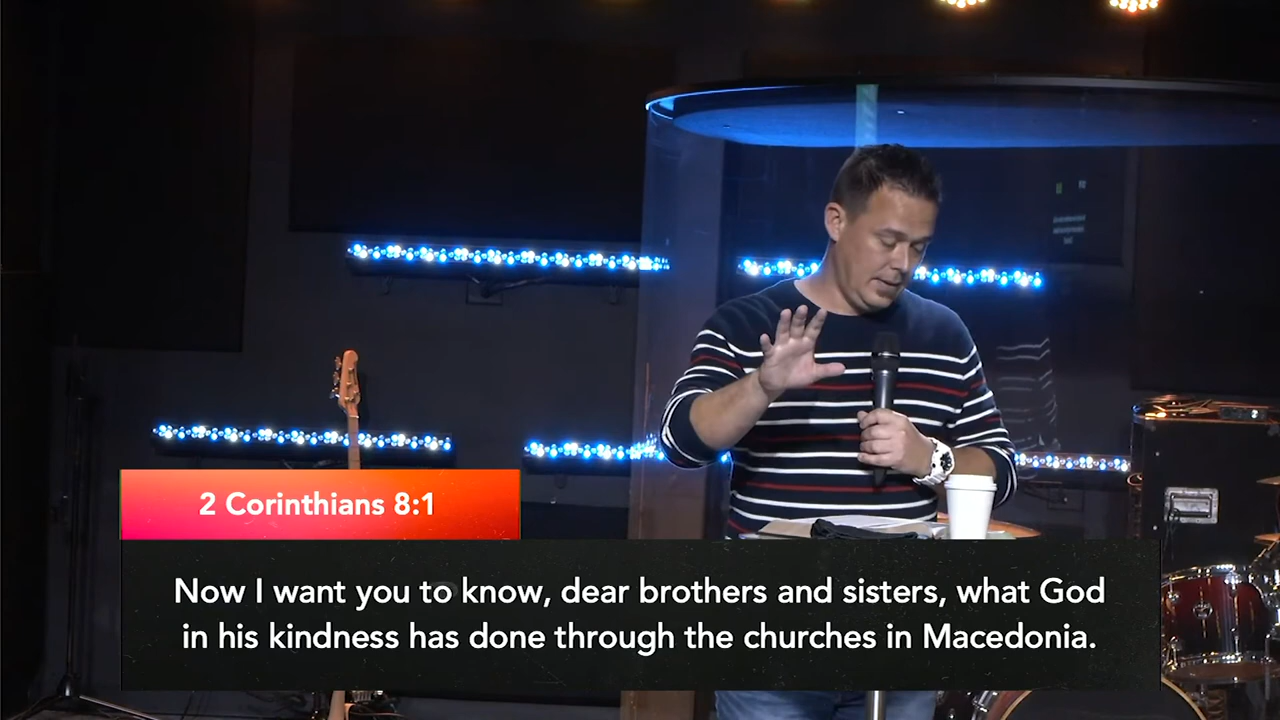 2 Corinthians 8:1
Now I want you to know, dear brothers and sisters, what God
in his kindness has done through the churches in Macedonia.